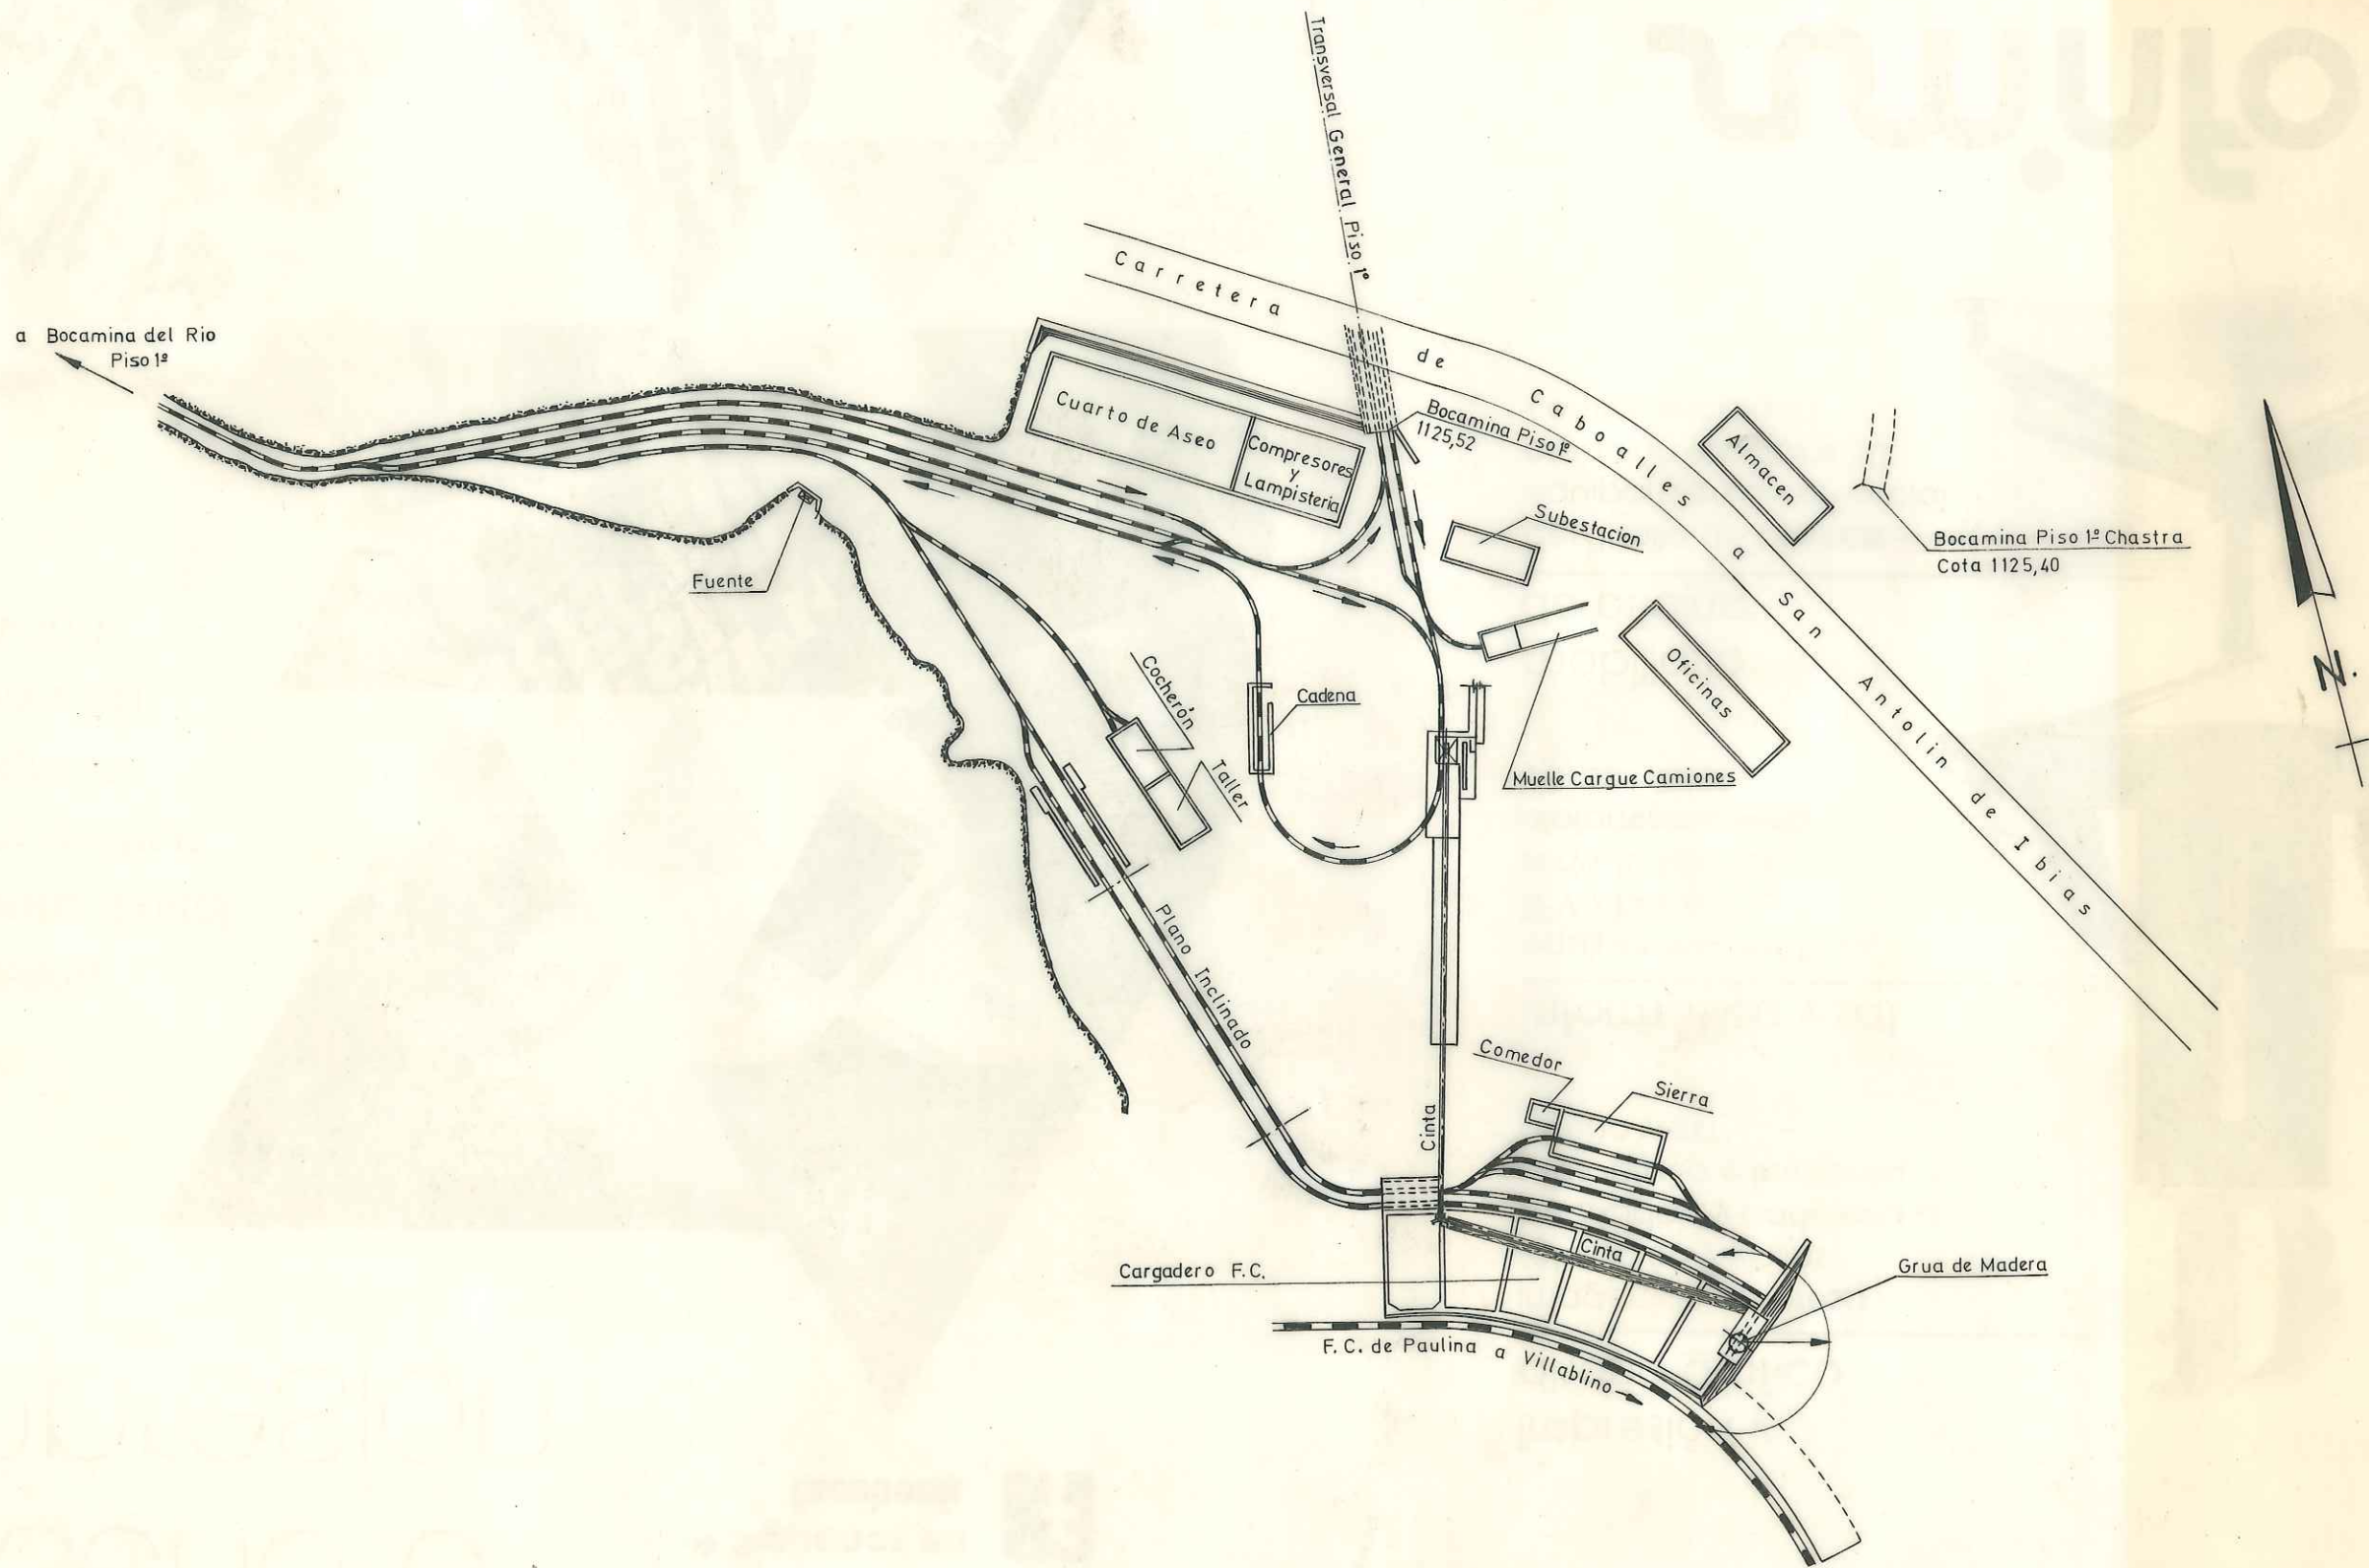 Transversal General Piso 1º
Carretera de Caboalles a San Antolin de Ibias
a Bocamina del Rio
Piso 1º
Cuarto de Aseo
Compresores
y
Lampisteria
Bocamina Piso 1º
1125,52
Almacen
Bocamina Piso 1º Chastra
Cota 1125,40
Subestacion
Fuente
Oficinas
N.
Cocherón
Taller
Cadena
Muelle Cargue Camiones
Plano Inclinado
Comedor
Sierra
Cinta
Cinta
Cargadero F.C.
Grua de Madera
F.C. de Paulina a Villablino